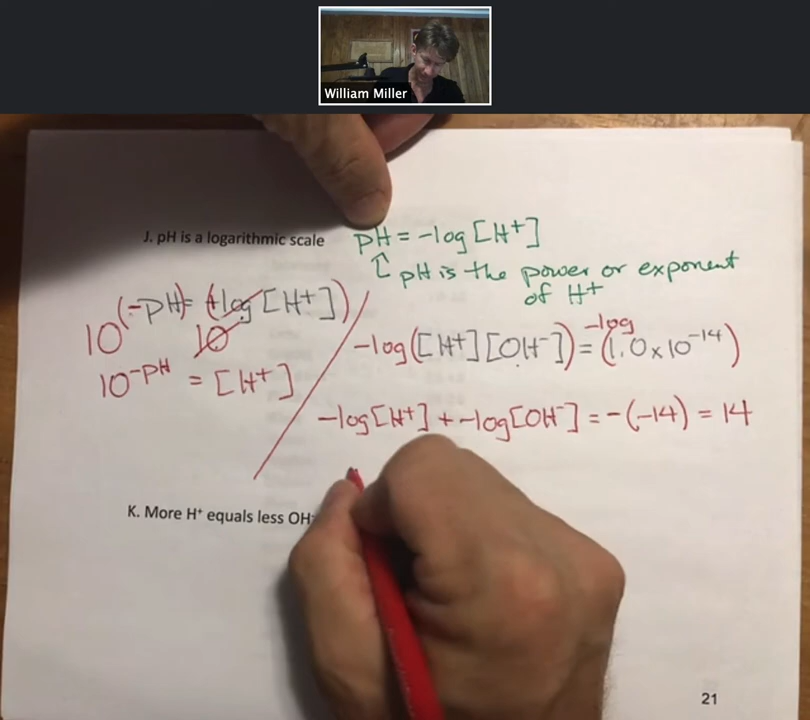 William Miller
J. pH is a logarithmic scale
pH = -log [H⁺]
pH is the power or exponent
of H⁺
10^(-pH) = 10^(+log [H⁺])
10^-pH = [H⁺]
-log([H⁺][OH⁻]) = -log(1.0 x 10^-14)
-log[H⁺] + -log[OH⁻] = -(-14) = 14
K. More H⁺ equals less OH⁻
21